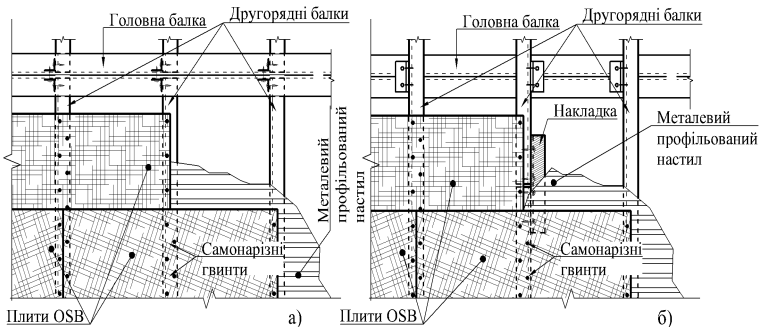 Головна балка
Другорядні балки
Металевий
профільований
настил
Самонарізні
гвинти
Плити OSB
а)
Головна балка
Другорядні балки
Накладка
Металевий
профільований
настил
Самонарізні
гвинти
Плити OSB
б)